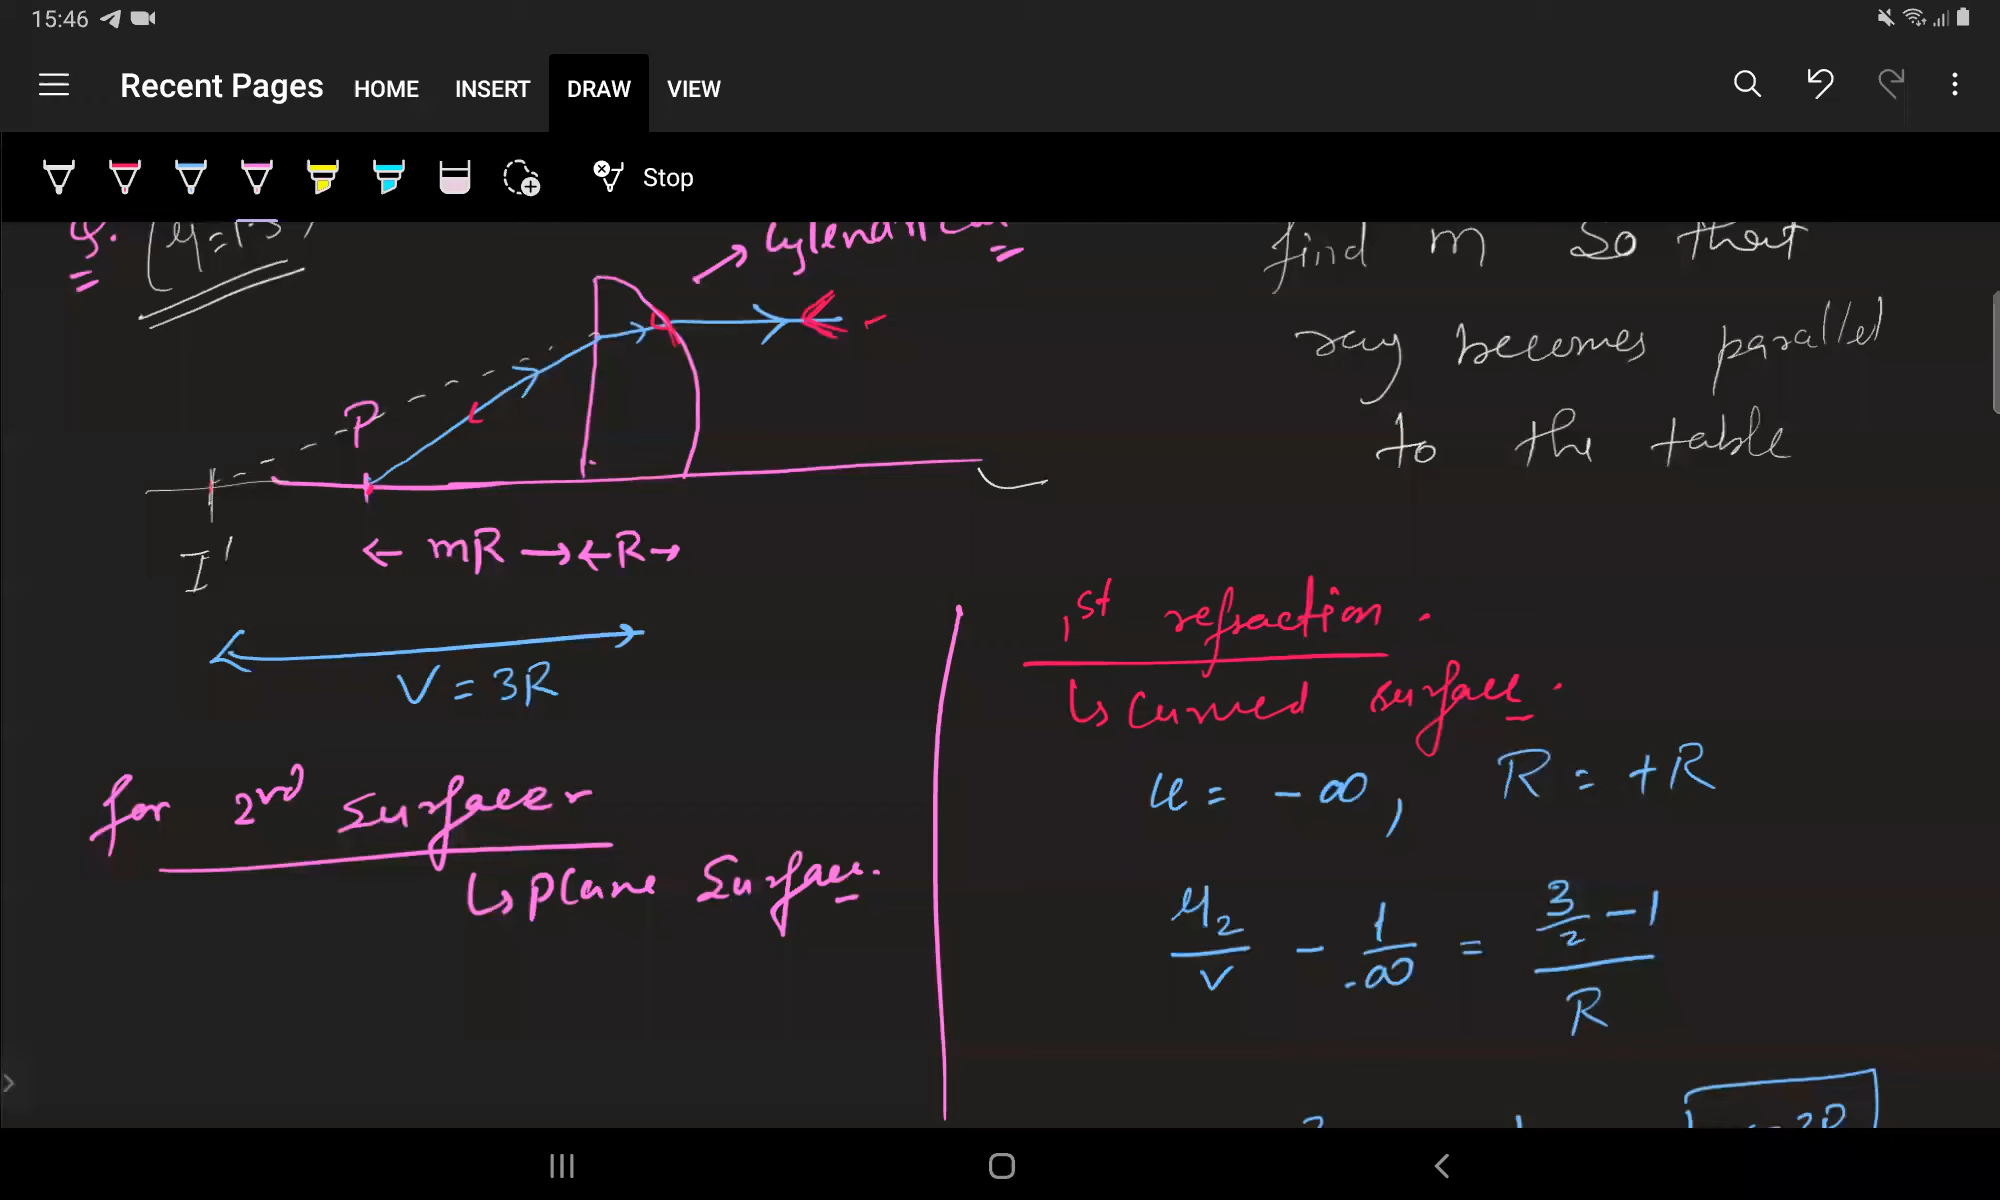 15:46
Recent Pages HOME INSERT DRAW VIEW
Stop
Q. (μ=1.5)
find m so that
ray becomes parallel
to the table
P
I'
← mR →← R →
V = 3R
1st refraction.
↳ curved surface.
u = - ∞, R = +R
for 2nd Surface
↳ plane Surface.
μ2/v - 1/-∞ = (3/2 - 1)/R